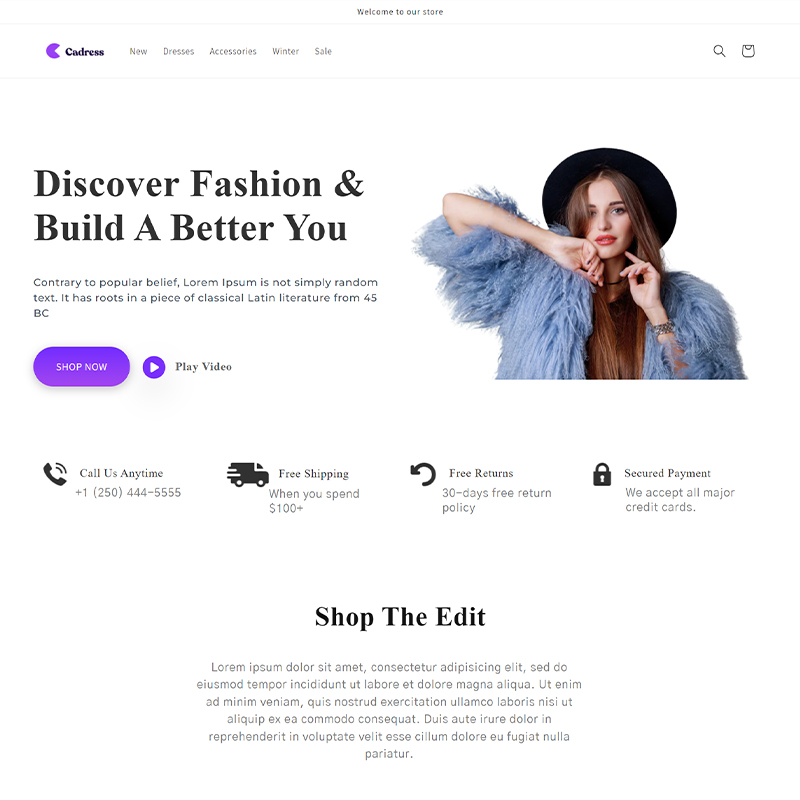 Welcome to our store
Cadress
New Dresses Accessories Winter Sale
Discover Fashion &
Build A Better You
Contrary to popular belief, Lorem Ipsum is not simply random
text. It has roots in a piece of classical Latin literature from 45
BC
SHOP NOW
Play Video
Call Us Anytime
+1 (250) 444-5555
Free Shipping
When you spend
$100+
Free Returns
30-days free return
policy
Secured Payment
We accept all major
credit cards.
Shop The Edit
Lorem ipsum dolor sit amet, consectetur adipisicing elit, sed do
eiusmod tempor incididunt ut labore et dolore magna aliqua. Ut enim
ad minim veniam, quis nostrud exercitation ullamco laboris nisi ut
aliquip ex ea commodo consequat. Duis aute irure dolor in
reprehenderit in voluptate velit esse cillum dolore eu fugiat nulla
pariatur.